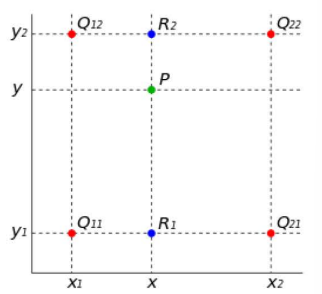 y₂ Q₁₂ R₂ Q₂₂
y P
y₁ Q₁₁ R₁ Q₂₁
x₁ x x₂